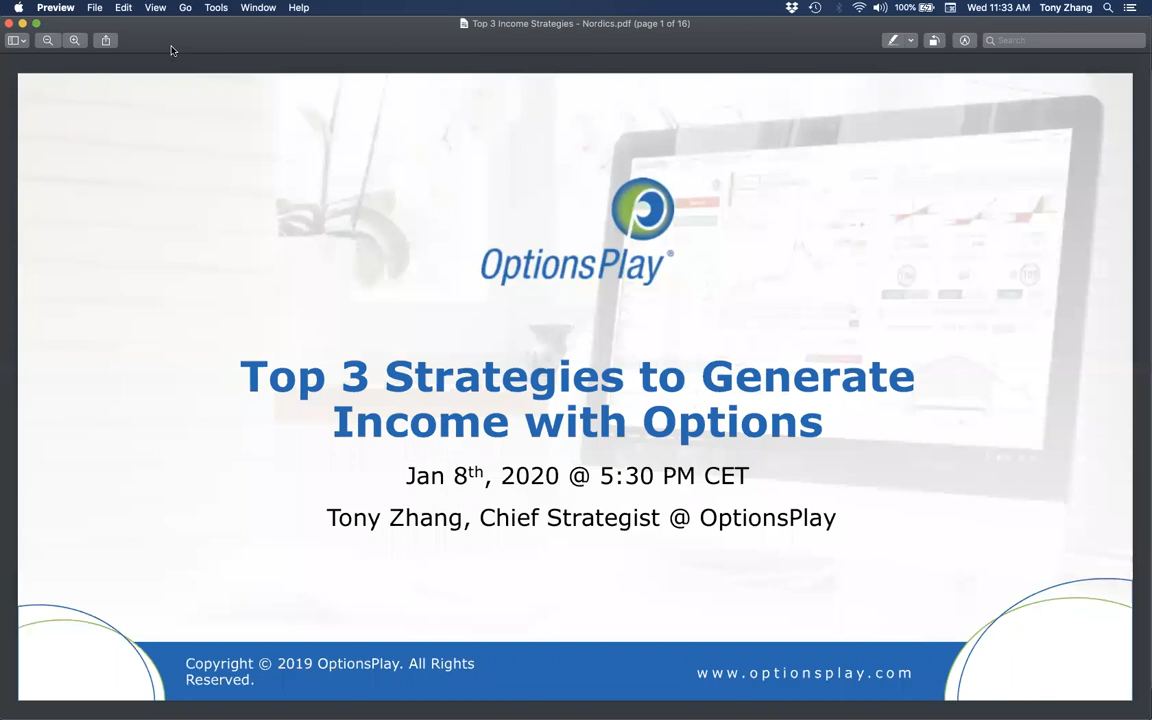 Preview File Edit View Go Tools Window Help 100% Wed 11:33 AM Tony Zhang
Top 3 Income Strategies - Nordics.pdf (page 1 of 16)
Search
OptionsPlay®
Top 3 Strategies to Generate
Income with Options
Jan 8th, 2020 @ 5:30 PM CET
Tony Zhang, Chief Strategist @ OptionsPlay
Copyright © 2019 OptionsPlay. All Rights
Reserved.
www.optionsplay.com